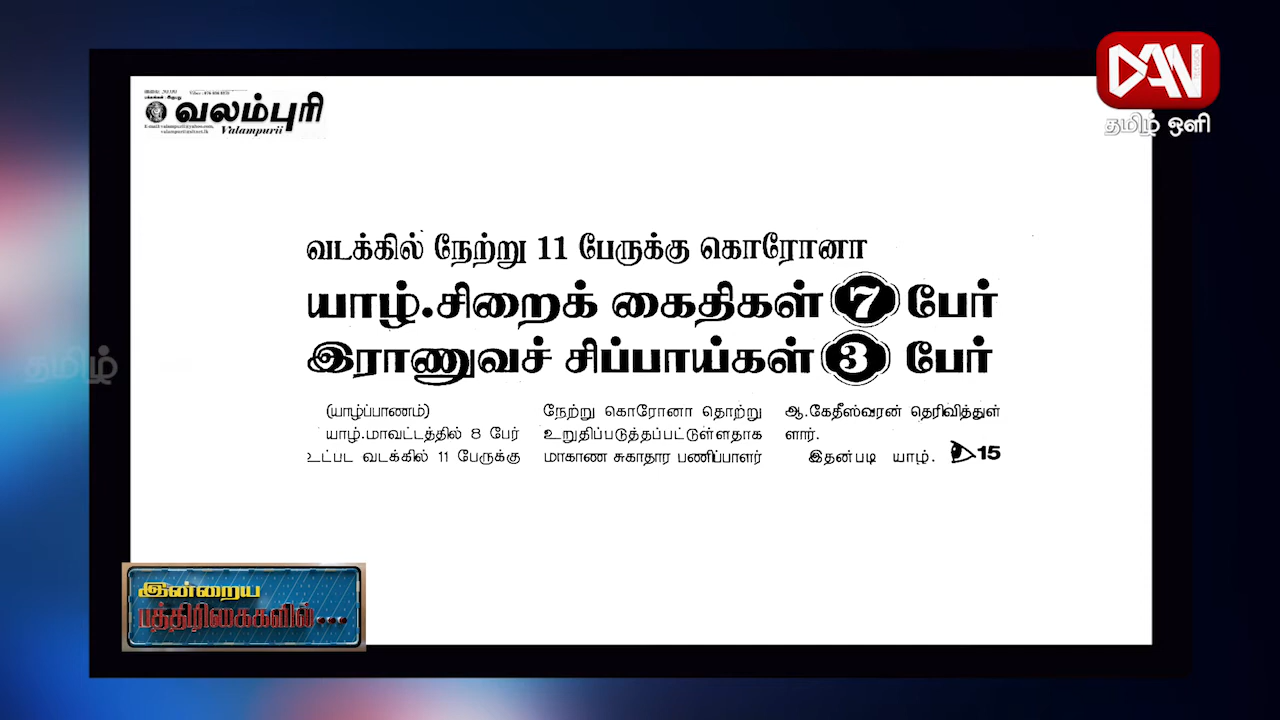 வலம்புரி
Valampurii
DAN
தமிழ் ஒளி
வடக்கில் நேற்று 11 பேருக்கு கொரோனா
யாழ்.சிறைக் கைதிகள் 7 பேர்
இராணுவச் சிப்பாய்கள் 3 பேர்
தமிழ்
(யாழ்ப்பாணம்)
யாழ்.மாவட்டத்தில் 8 பேர்
உட்பட வடக்கில் 11 பேருக்கு
நேற்று கொரோனா தொற்று
உறுதிப்படுத்தப்பட்டுள்ளதாக
மாகாண சுகாதார பணிப்பாளர்
ஆ.கேதீஸ்வரன் தெரிவித்துள்
ளார்.
இதன்படி யாழ். 15
இன்றைய
பத்திரிகைகளில்...